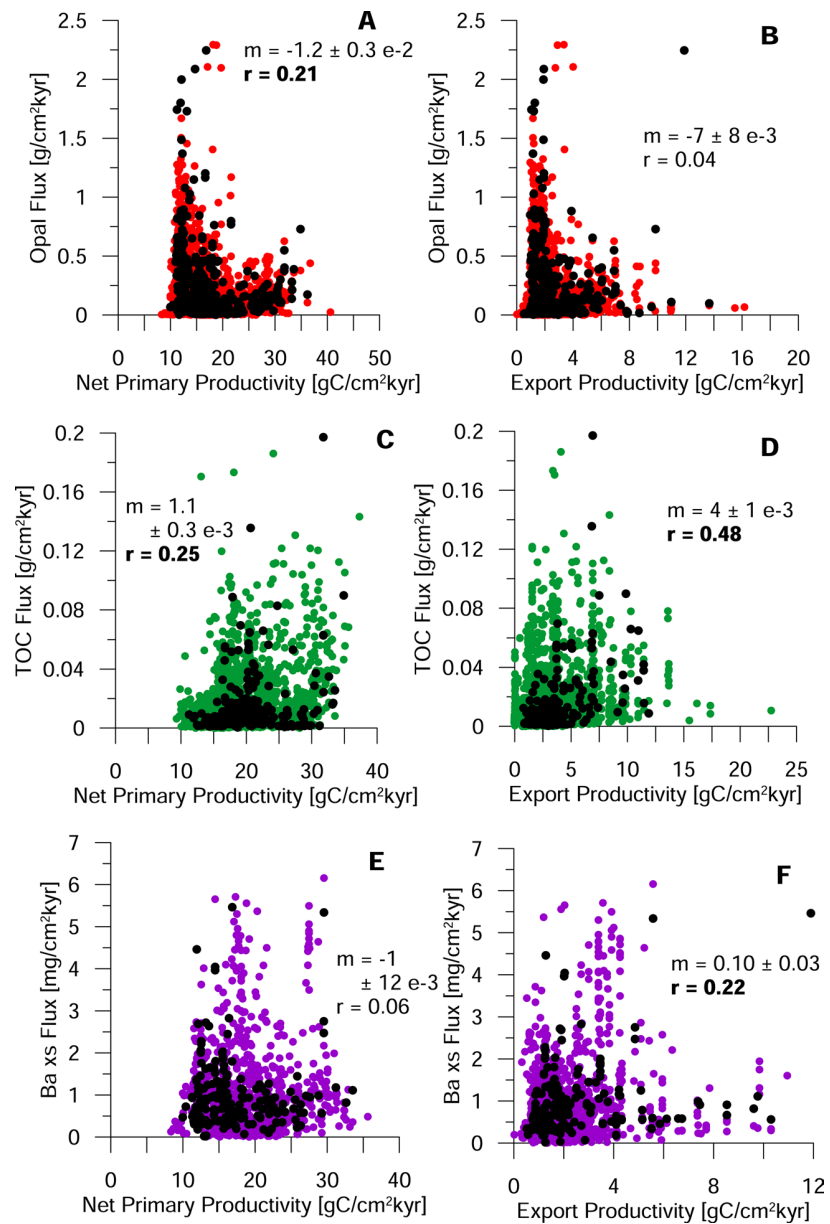 A
m = -1.2 ± 0.3 e-2
r = 0.21
Opal Flux [g/cm²kyr]
2.5
2
1.5
1
0.5
0
0 10 20 30 40 50
Net Primary Productivity [gC/cm²kyr]
B
m = -7 ± 8 e-3
r = 0.04
Opal Flux [g/cm²kyr]
2.5
2
1.5
1
0.5
0
0 4 8 12 16 20
Export Productivity [gC/cm²kyr]
C
m = 1.1
± 0.3 e-3
r = 0.25
TOC Flux [g/cm²kyr]
0.2
0.16
0.12
0.08
0.04
0
0 10 20 30 40
Net Primary Productivity [gC/cm²kyr]
D
m = 4 ± 1 e-3
r = 0.48
TOC Flux [g/cm²kyr]
0.2
0.16
0.12
0.08
0.04
0
0 5 10 15 20 25
Export Productivity [gC/cm²kyr]
E
m = -1
± 12 e-3
r = 0.06
Ba xs Flux [mg/cm²kyr]
7
6
5
4
3
2
1
0
0 10 20 30 40
Net Primary Productivity [gC/cm²kyr]
F
m = 0.10 ± 0.03
r = 0.22
Ba xs Flux [mg/cm²kyr]
7
6
5
4
3
2
1
0
0 4 8 12
Export Productivity [gC/cm²kyr]